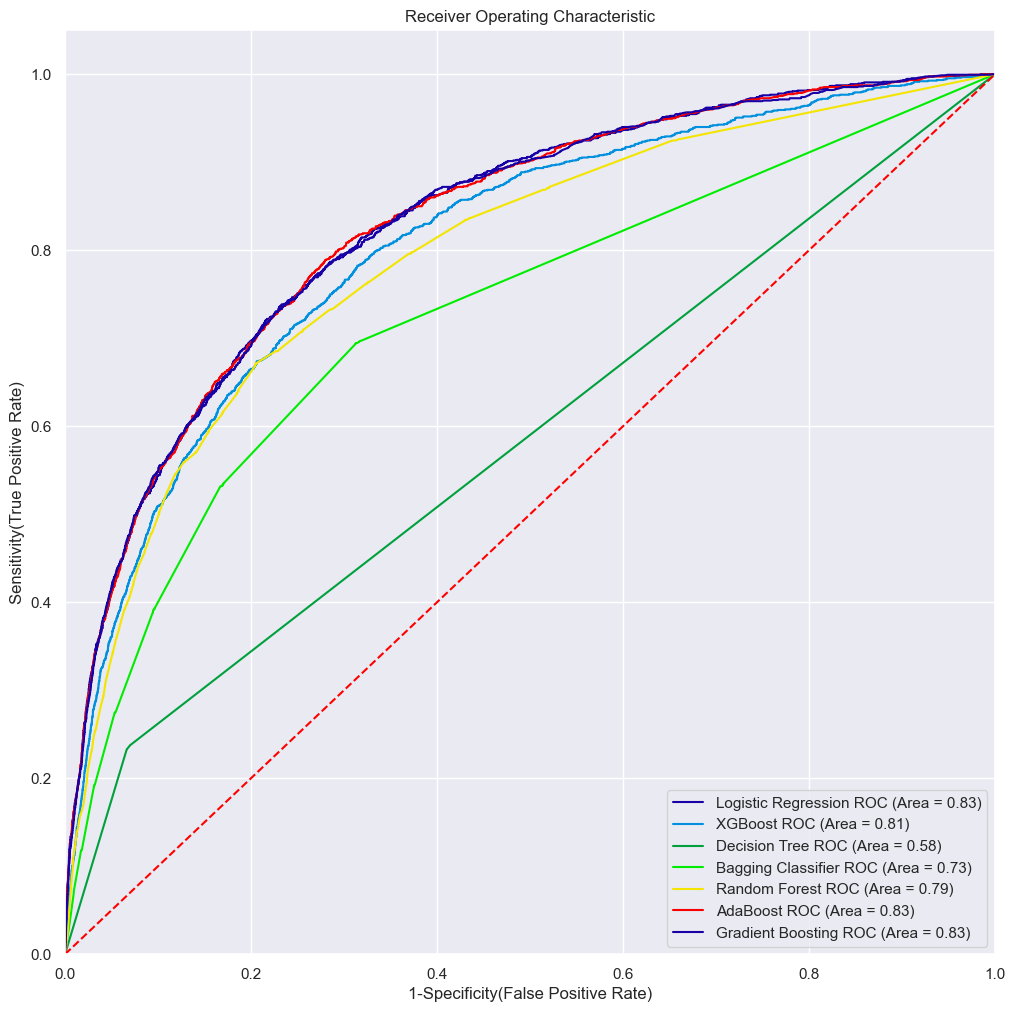 Receiver Operating Characteristic
Sensitivity(True Positive Rate)
1.0
0.8
0.6
0.4
0.2
0.0
0.0 0.2 0.4 0.6 0.8 1.0
1-Specificity(False Positive Rate)
Logistic Regression ROC (Area = 0.83)
XGBoost ROC (Area = 0.81)
Decision Tree ROC (Area = 0.58)
Bagging Classifier ROC (Area = 0.73)
Random Forest ROC (Area = 0.79)
AdaBoost ROC (Area = 0.83)
Gradient Boosting ROC (Area = 0.83)